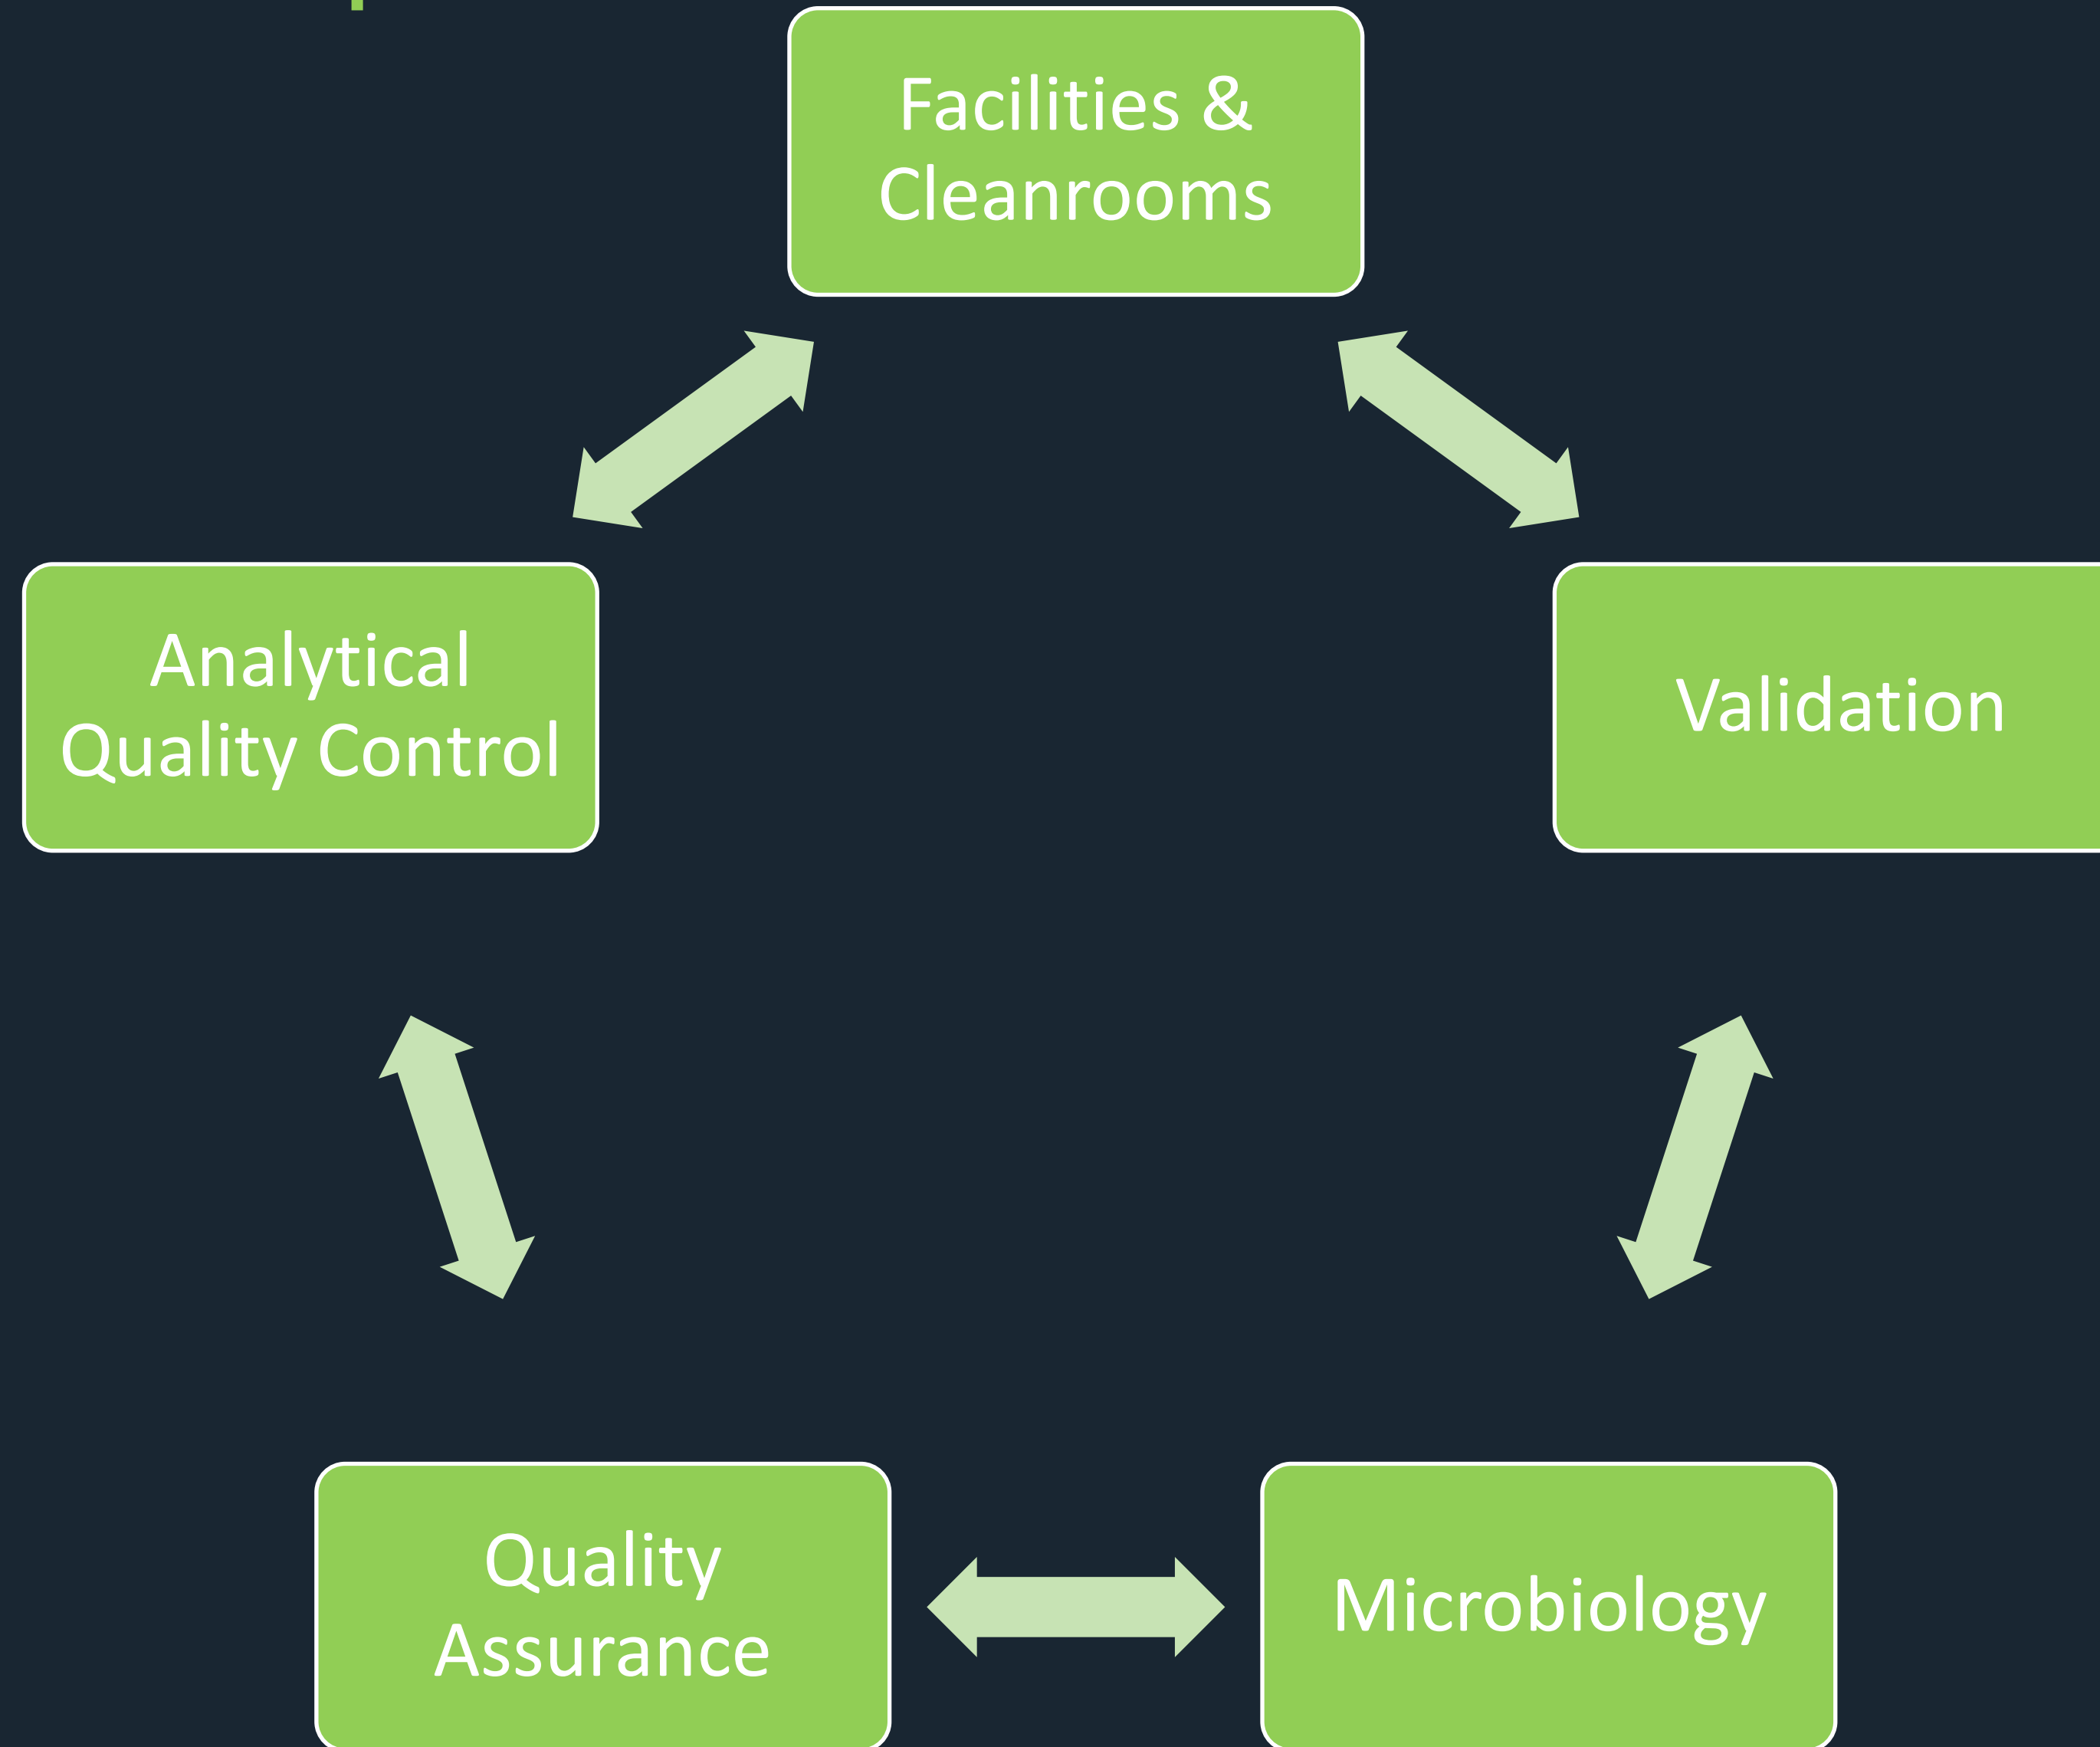 Facilities &
Cleanrooms
Analytical
Quality Control
Validation
Quality
Assurance
Microbiology